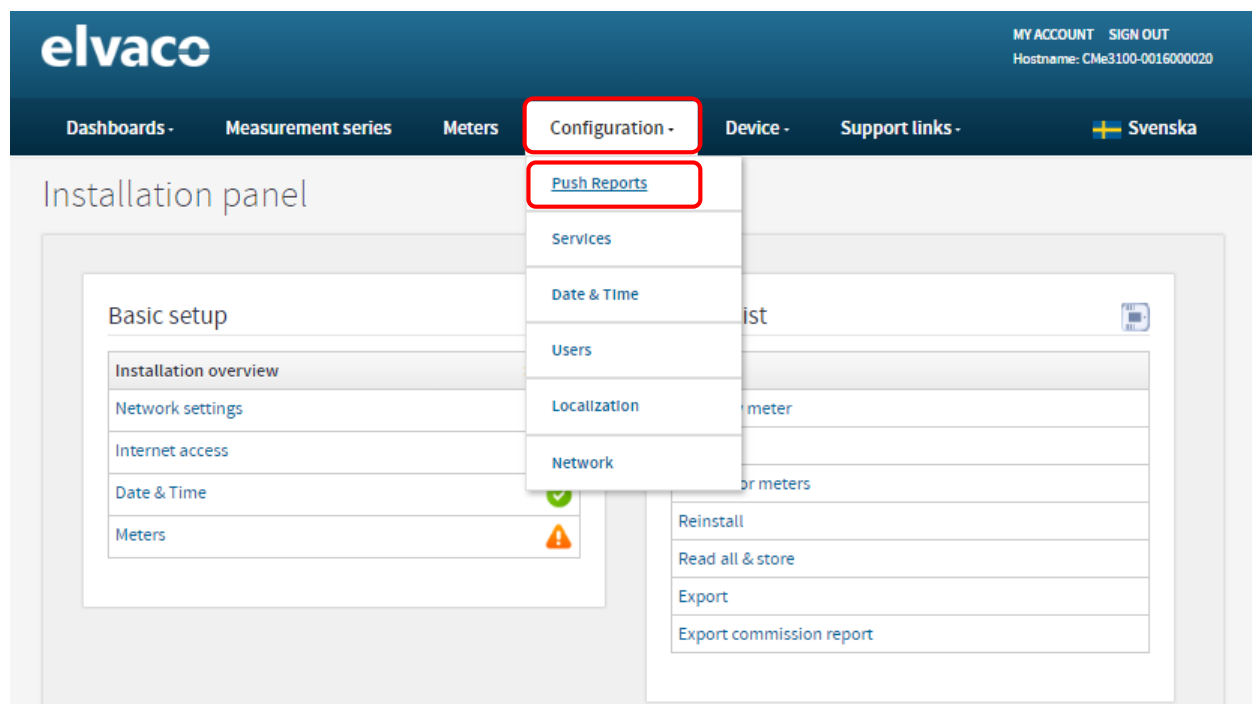 elvaco
MY ACCOUNT SIGN OUT
Hostname: CMe3100-0016000020
Dashboards - Measurement series Meters Configuration - Device - Support links - Svenska
Push Reports
Services
Date & Time
Users
Localization
Network
Installation panel
Basic setup
Installation overview
Network settings
Internet access
Date & Time
Meters
ist
meter
or meters
Reinstall
Read all & store
Export
Export commission report